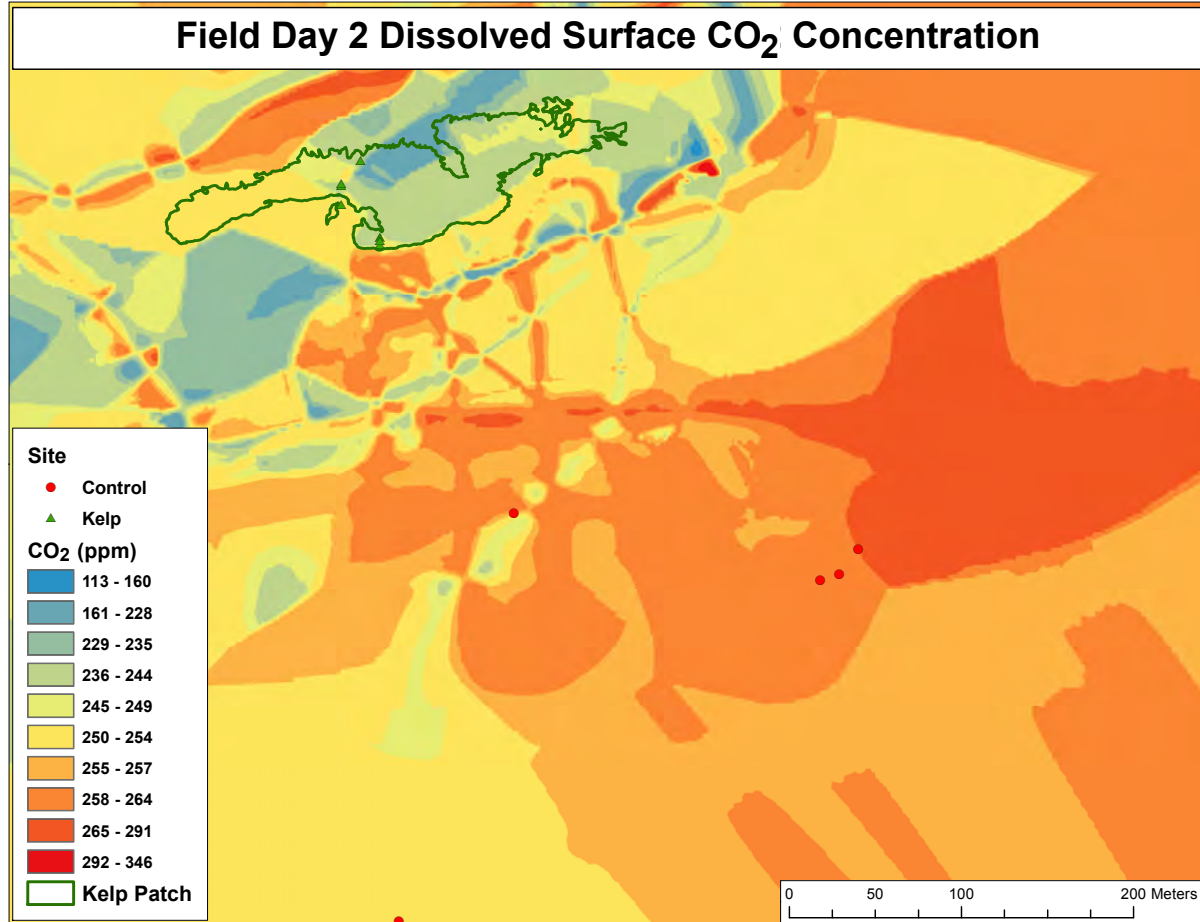 Field Day 2 Dissolved Surface CO2 Concentration
Site
Control
Kelp
CO2 (ppm)
113 - 160
161 - 228
229 - 235
236 - 244
245 - 249
250 - 254
255 - 257
258 - 264
265 - 291
292 - 346
Kelp Patch
0 50 100 200 Meters